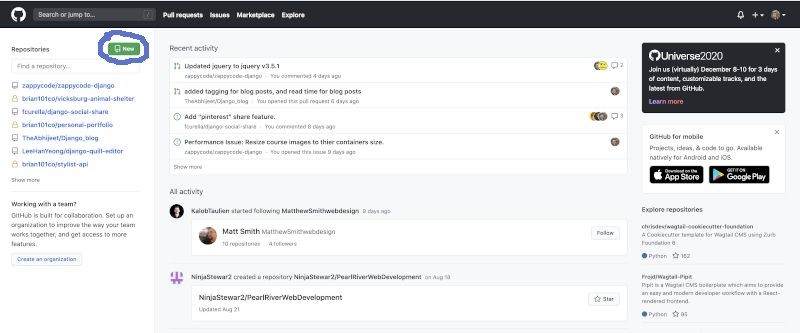 Search or jump to...
/
Pull requests Issues Marketplace Explore
Repositories
New
Find a repository...
zappycode/zappycode-django
brian101co/vicksburg-animal-shelter
fcurella/django-social-share
brian101co/personal-portfolio
TheAbhijeet/Django_blog
LeeHanYeong/django-quill-editor
brian101co/stylist-api
Show more
Working with a team?
GitHub is built for collaboration. Set up an
organization to improve the way your team
works together, and get access to more
features.
Create an organization
Recent activity
Updated jquery to jquery v3.5.1
2
zappycode/zappycode-django · You commented 4 days ago
added tagging for blog posts, and read time for blog posts
TheAbhijeet/Django_blog · You opened this pull request 6 days ago
Add "pinterest" share feature.
3
fcurella/django-social-share · You commented 8 days ago
Performance Issue: Resize course images to thier containers size.
zappycode/zappycode-django · You opened this issue 9 days ago
Show more
All activity
KalobTaulien started following MatthewSmithwebdesign 9 days ago
Matt Smith MatthewSmithwebdesign
10 repositories · 4 followers
Follow
NinjaStewar2 created a repository NinjaStewar2/PearlRiverWebDevelopment on Aug 18
NinjaStewar2/PearlRiverWebDevelopment
Star
Updated Aug 21
Universe2020
Join us (virtually) December 8-10 for 3 days
of content, customizable tracks, and the
latest from GitHub.
Learn more
GitHub for mobile
Projects, ideas, & code to go. Available
natively for Android and iOS.
Download on the
App Store
GET IT ON
Google Play
Explore repositories
chrisdev/wagtail-cookiecutter-foundation
A Cookiecutter template for Wagtail CMS using Zurb
Foundation 6
Python 162
Frojd/Wagtail-Pipit
Pipit is a Wagtail CMS boilerplate which aims to provide
an easy and modern developer workflow with a React-
rendered frontend.
Python 95